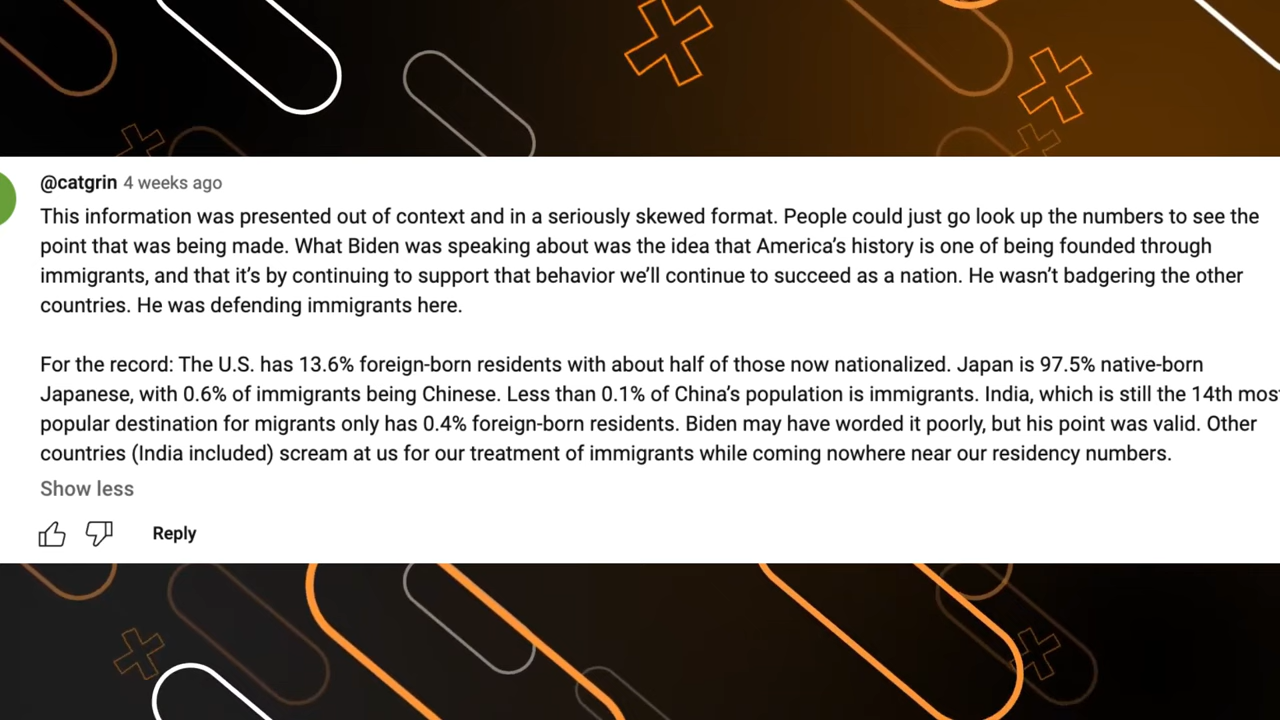 @catgrin 4 weeks ago
This information was presented out of context and in a seriously skewed format. People could just go look up the numbers to see the
point that was being made. What Biden was speaking about was the idea that America's history is one of being founded through
immigrants, and that it's by continuing to support that behavior we'll continue to succeed as a nation. He wasn't badgering the other
countries. He was defending immigrants here.
For the record: The U.S. has 13.6% foreign-born residents with about half of those now nationalized. Japan is 97.5% native-born
Japanese, with 0.6% of immigrants being Chinese. Less than 0.1% of China's population is immigrants. India, which is still the 14th most
popular destination for migrants only has 0.4% foreign-born residents. Biden may have worded it poorly, but his point was valid. Other
countries (India included) scream at us for our treatment of immigrants while coming nowhere near our residency numbers.
Show less
Reply